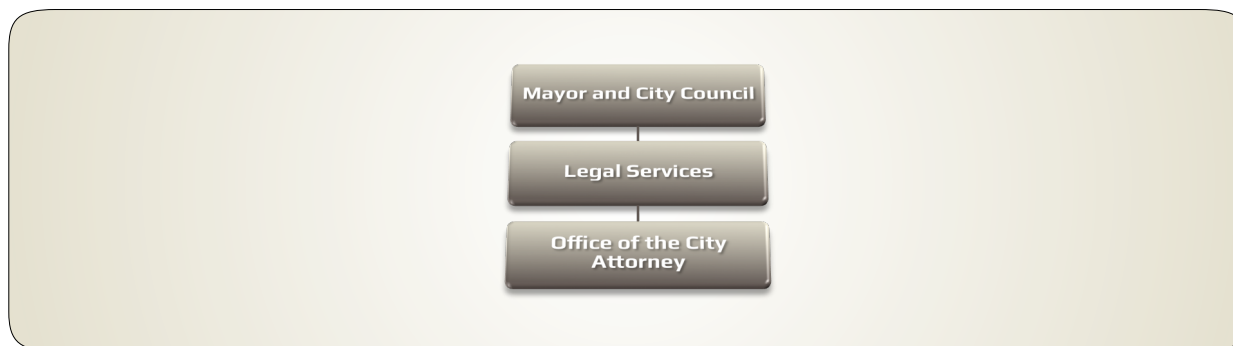 Mayor and City Council
Legal Services
Office of the City
Attorney